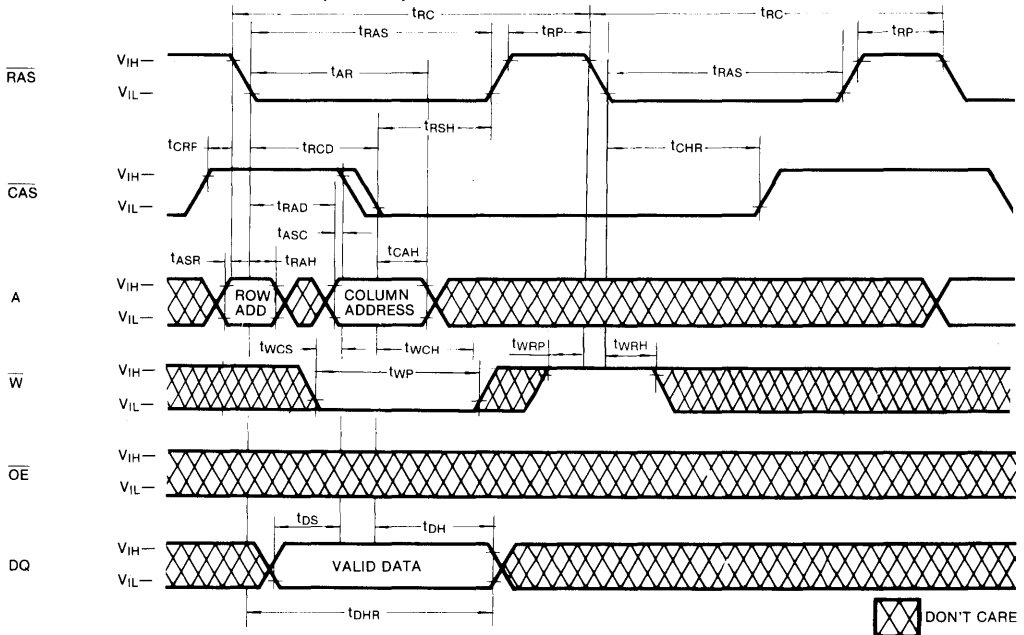 tRC tRC
tRAS tRP tRP
RAS VIH— tAR tRAS
VIL—
tRSH
tCRP tRCD tCHR
CAS VIH—
VIL— tRAD
tASC
tASR tRAH tCAH
A VIH— ROW COLUMN
VIL— ADD ADDRESS
tWCS tWCH tWRP tWRH
W VIH— tWP
VIL—
OE VIH—
VIL—
tDS tDH
DQ VIH—
VIL— VALID DATA
tDHR
DON'T CARE